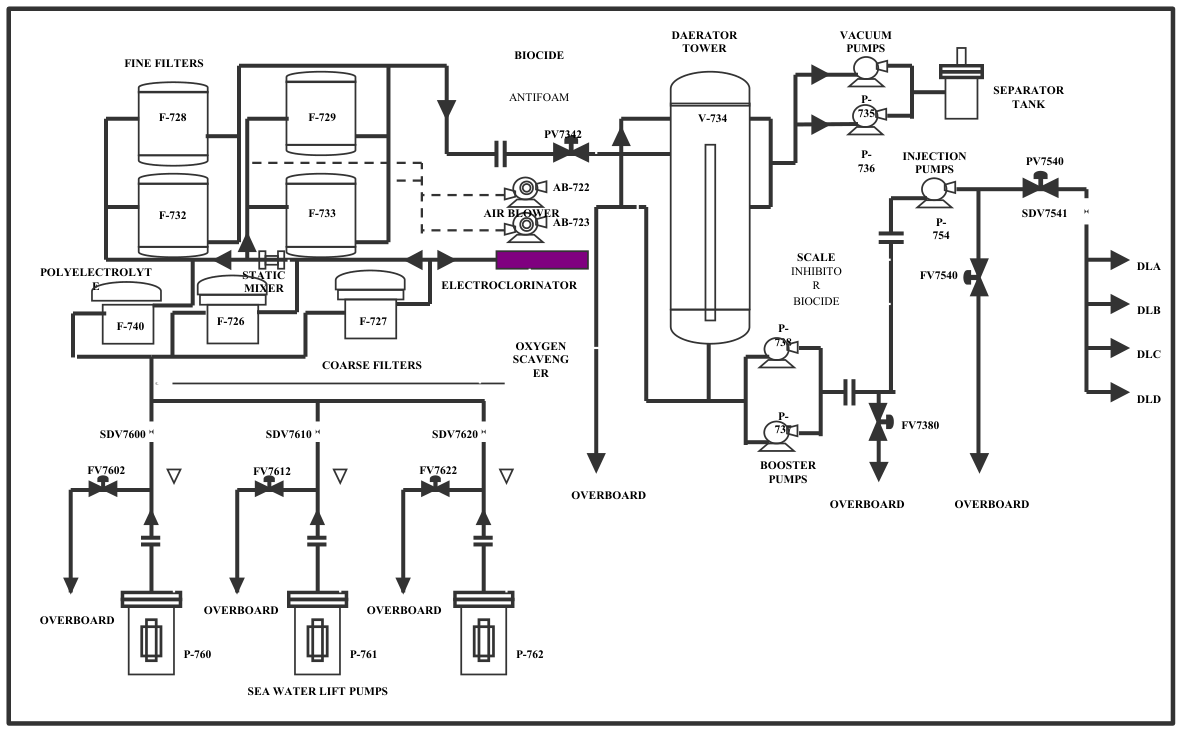 DAERATOR
TOWER
VACUUM
PUMPS
BIOCIDE
FINE FILTERS
SEPARATOR
TANK
ANTIFOAM
F-728
F-729
V-734
P-
735
PV7342
P-
736
INJECTION
PUMPS
PV7540
AB-722
AIR BLOWER
AB-723
F-732
F-733
P-
754
SDV7541
POLYELECTROLYT
E
STATIC
MIXER
ELECTROCLORINATOR
SCALE
INHIBITO
R
BIOCIDE
FV7540
DLA
DLB
DLC
DLD
F-740
F-726
F-727
P-
738
OXYGEN
SCAVENG
ER
COARSE FILTERS
P-
737
FV7380
SDV7600
SDV7610
SDV7620
FV7602
FV7612
FV7622
BOOSTER
PUMPS
OVERBOARD
OVERBOARD
OVERBOARD
OVERBOARD
OVERBOARD
OVERBOARD
P-760
P-761
P-762
SEA WATER LIFT PUMPS